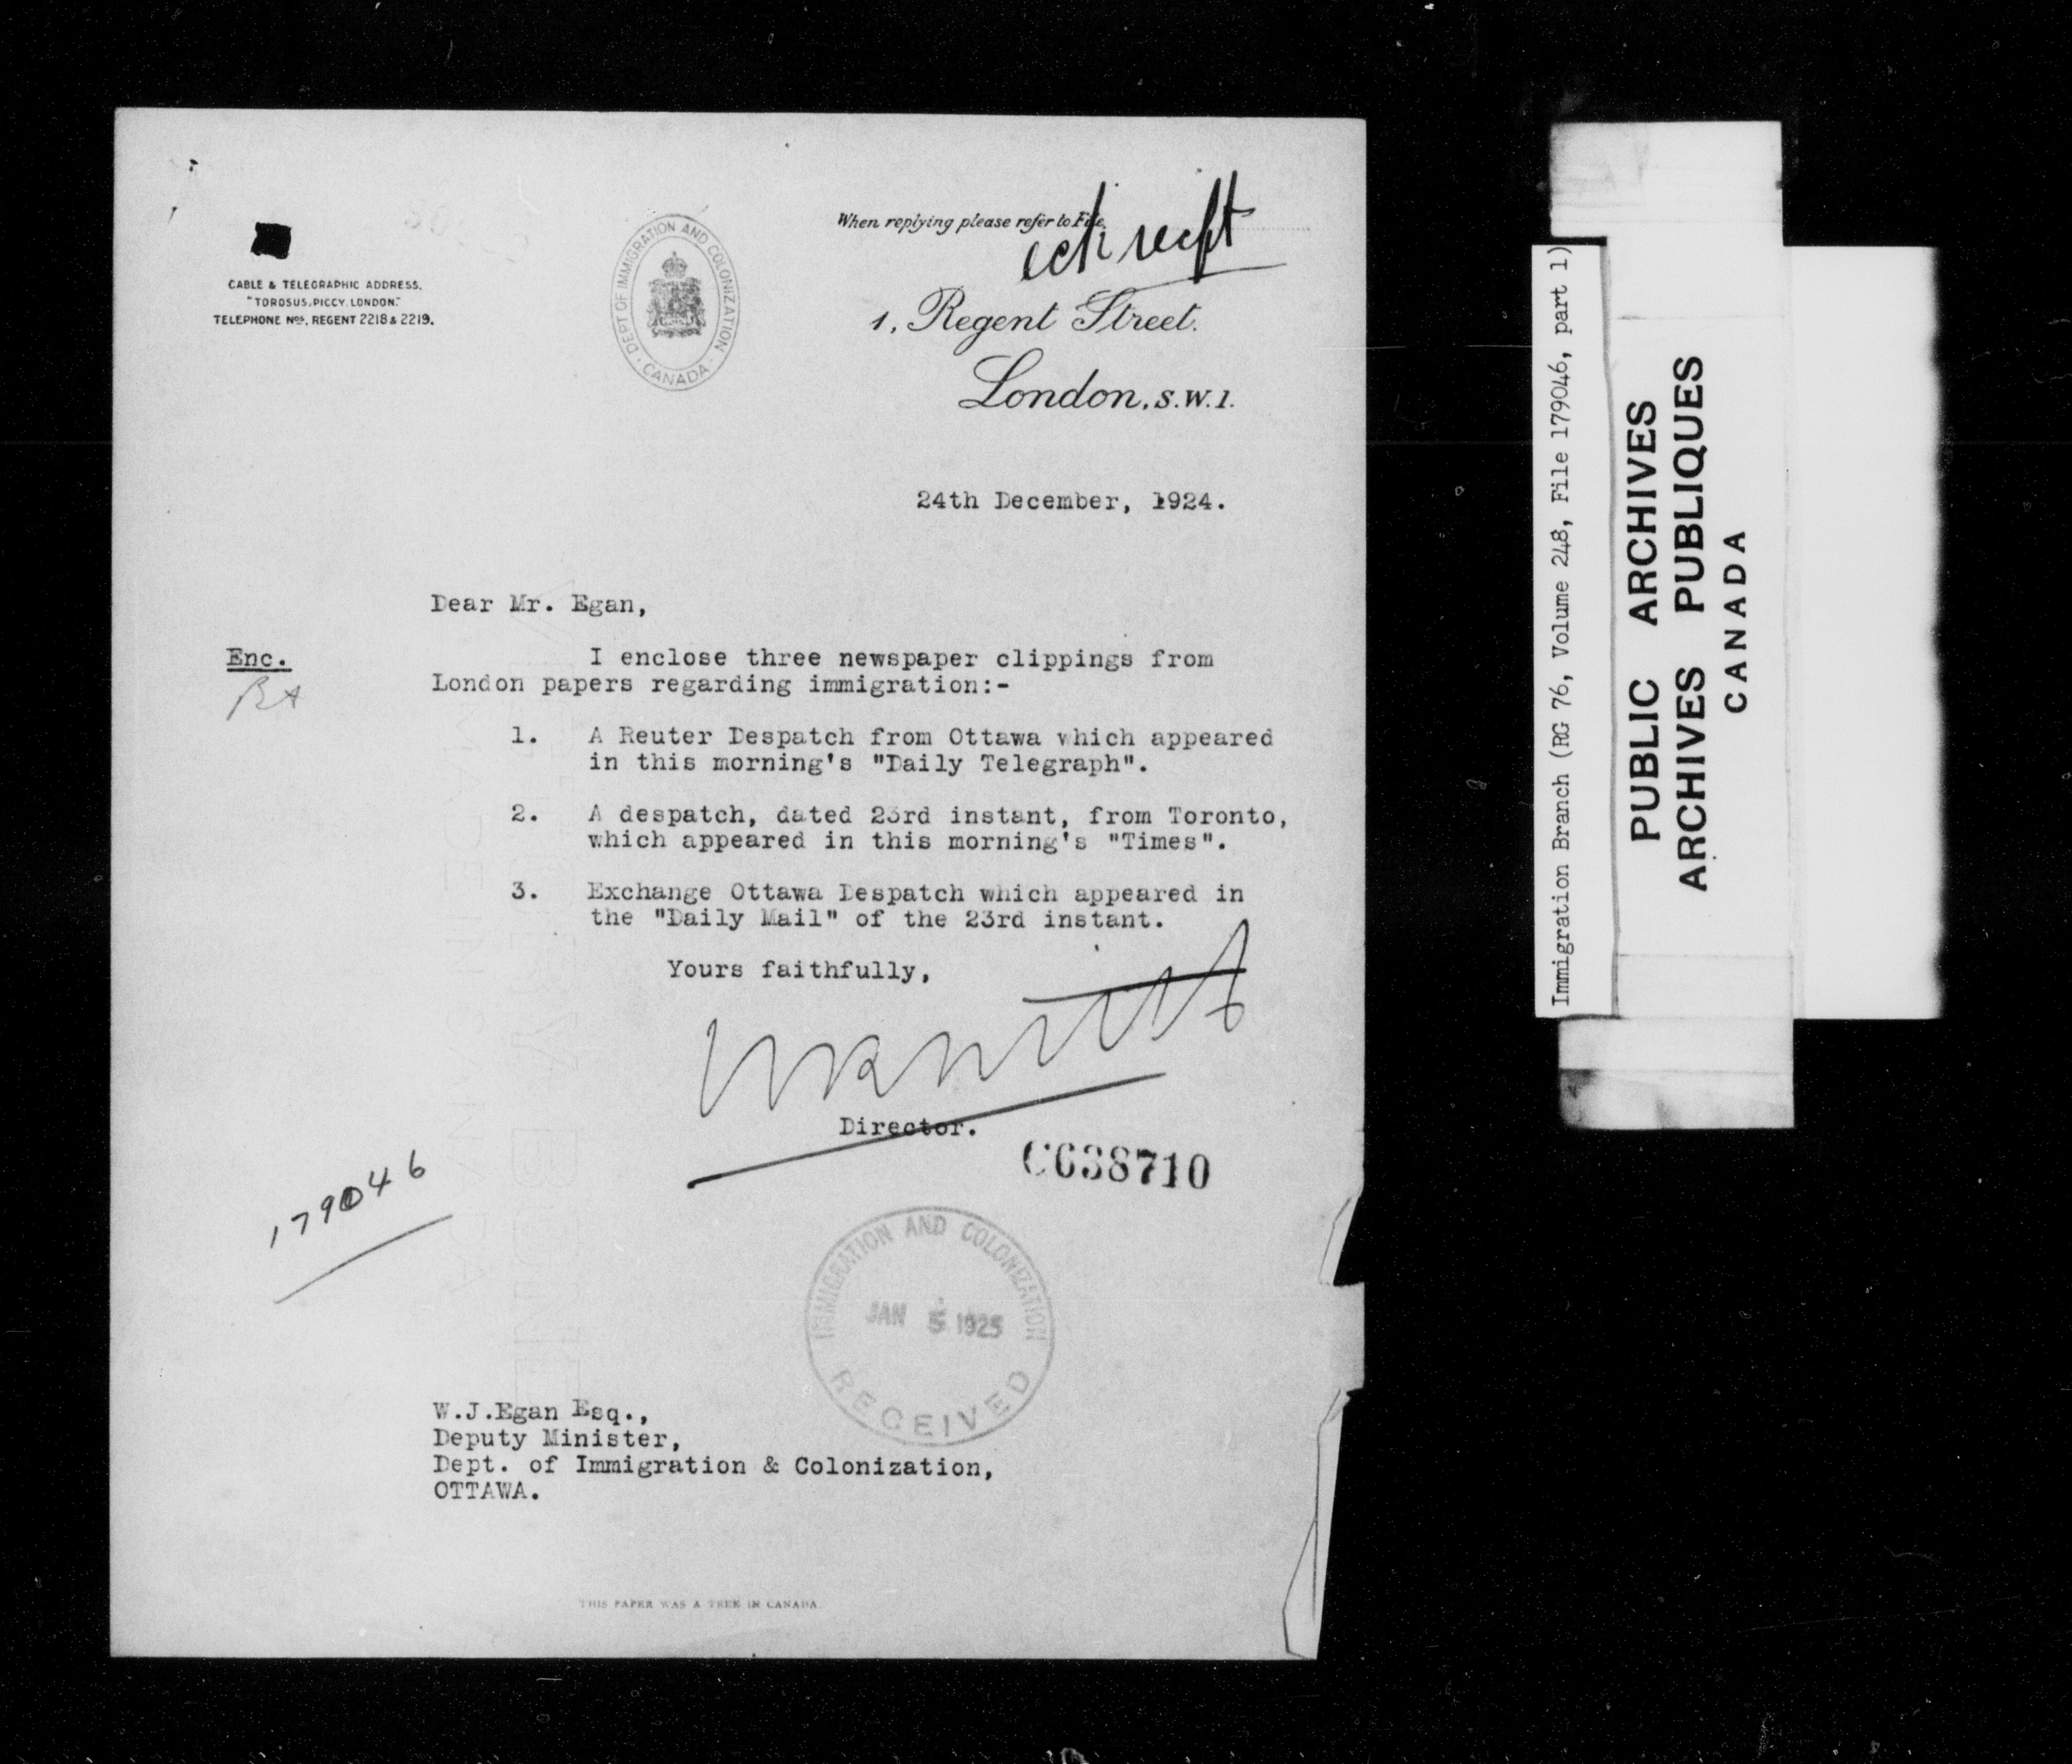 When replying please refer to File
CABLE & TELEGRAPHIC ADDRESS.
"TOROSUS, PICCY, LONDON."
TELEPHONE Nos. REGENT 2218 & 2219.
DEPT OF IMMIGRATION AND COLONIZATION
CANADA
1, Regent Street.
London, S.W.1.
24th December, 1924.
Dear Mr. Egan,
Enc.
I enclose three newspaper clippings from
London papers regarding immigration:-
1. A Reuter Despatch from Ottawa which appeared
in this morning's "Daily Telegraph".
2. A despatch, dated 23rd instant, from Toronto,
which appeared in this morning's "Times".
3. Exchange Ottawa Despatch which appeared in
the "Daily Mail" of the 23rd instant.
Yours faithfully,
Director.
C638710
179046
IMMIGRATION AND COLONIZATION
JAN 5 1925
RECEIVED
W.J.Egan Esq.,
Deputy Minister,
Dept. of Immigration & Colonization,
OTTAWA.
THIS PAPER WAS A TREE IN CANADA.
Immigration Branch (RG 76, Volume 248, File 179046, part 1)
PUBLIC ARCHIVES
ARCHIVES PUBLIQUES
CANADA